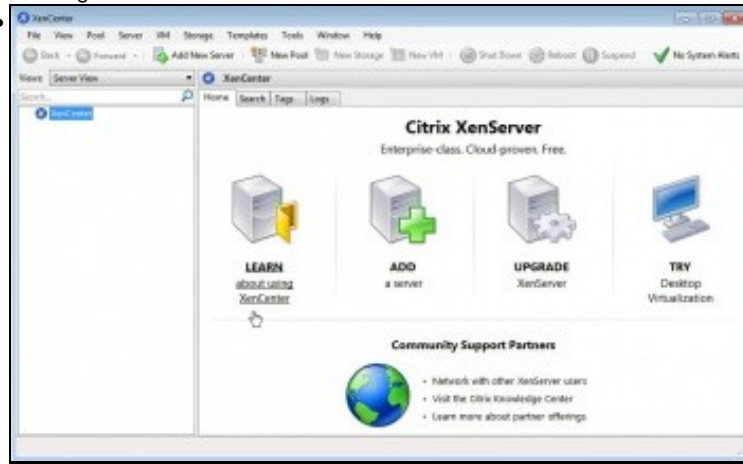 XenCenter
File View Pool Server VM Storage Templates Tools Window Help
Back Forward Add New Server New Pool New Storage New VM Shut Down Reboot Suspend No System Alerts
Views: Server View XenCenter
Search...
Home Search Tags Logs
XenCenter
Citrix XenServer
Enterprise-class. Cloud-proven. Free.
LEARN
about using
XenCenter
ADD
a server
UPGRADE
XenServer
TRY
Desktop
Virtualization
Community Support Partners
• Network with other XenServer users
• Visit the Citrix Knowledge Center
• Learn more about partner offerings